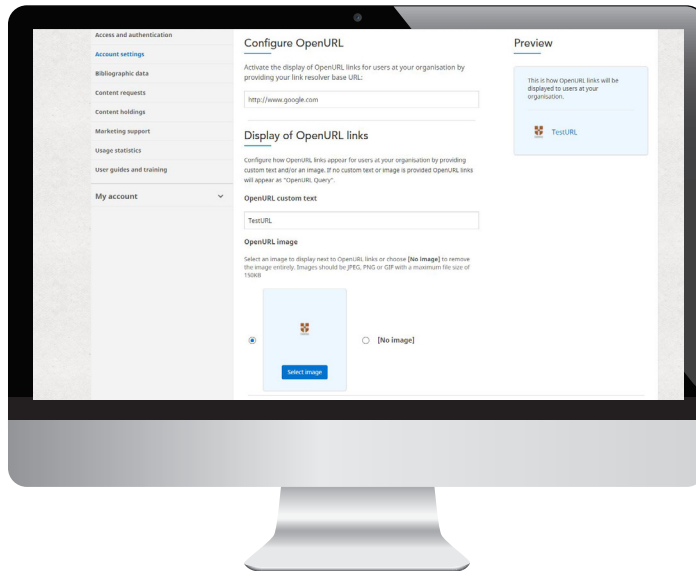 Access and authentication
Account settings
Bibliographic data
Content requests
Content holdings
Marketing support
Usage statistics
User guides and training
My account
Configure OpenURL
Activate the display of OpenURL links for users at your organisation by
providing your link resolver base URL:
http://www.google.com
Display of OpenURL links
Configure how OpenURL links appear for users at your organisation by providing
custom text and/or an image. If no custom text or image is provided OpenURL links
will appear as "OpenURL Query".
OpenURL custom text
TestURL
OpenURL image
Select an image to display next to OpenURL links or choose [No image] to remove
the image entirely. Images should be JPEG, PNG or GIF with a maximum file size of
150KB
Select image
[No image]
Preview
This is how OpenURL links will be
displayed to users at your
organisation.
TestURL